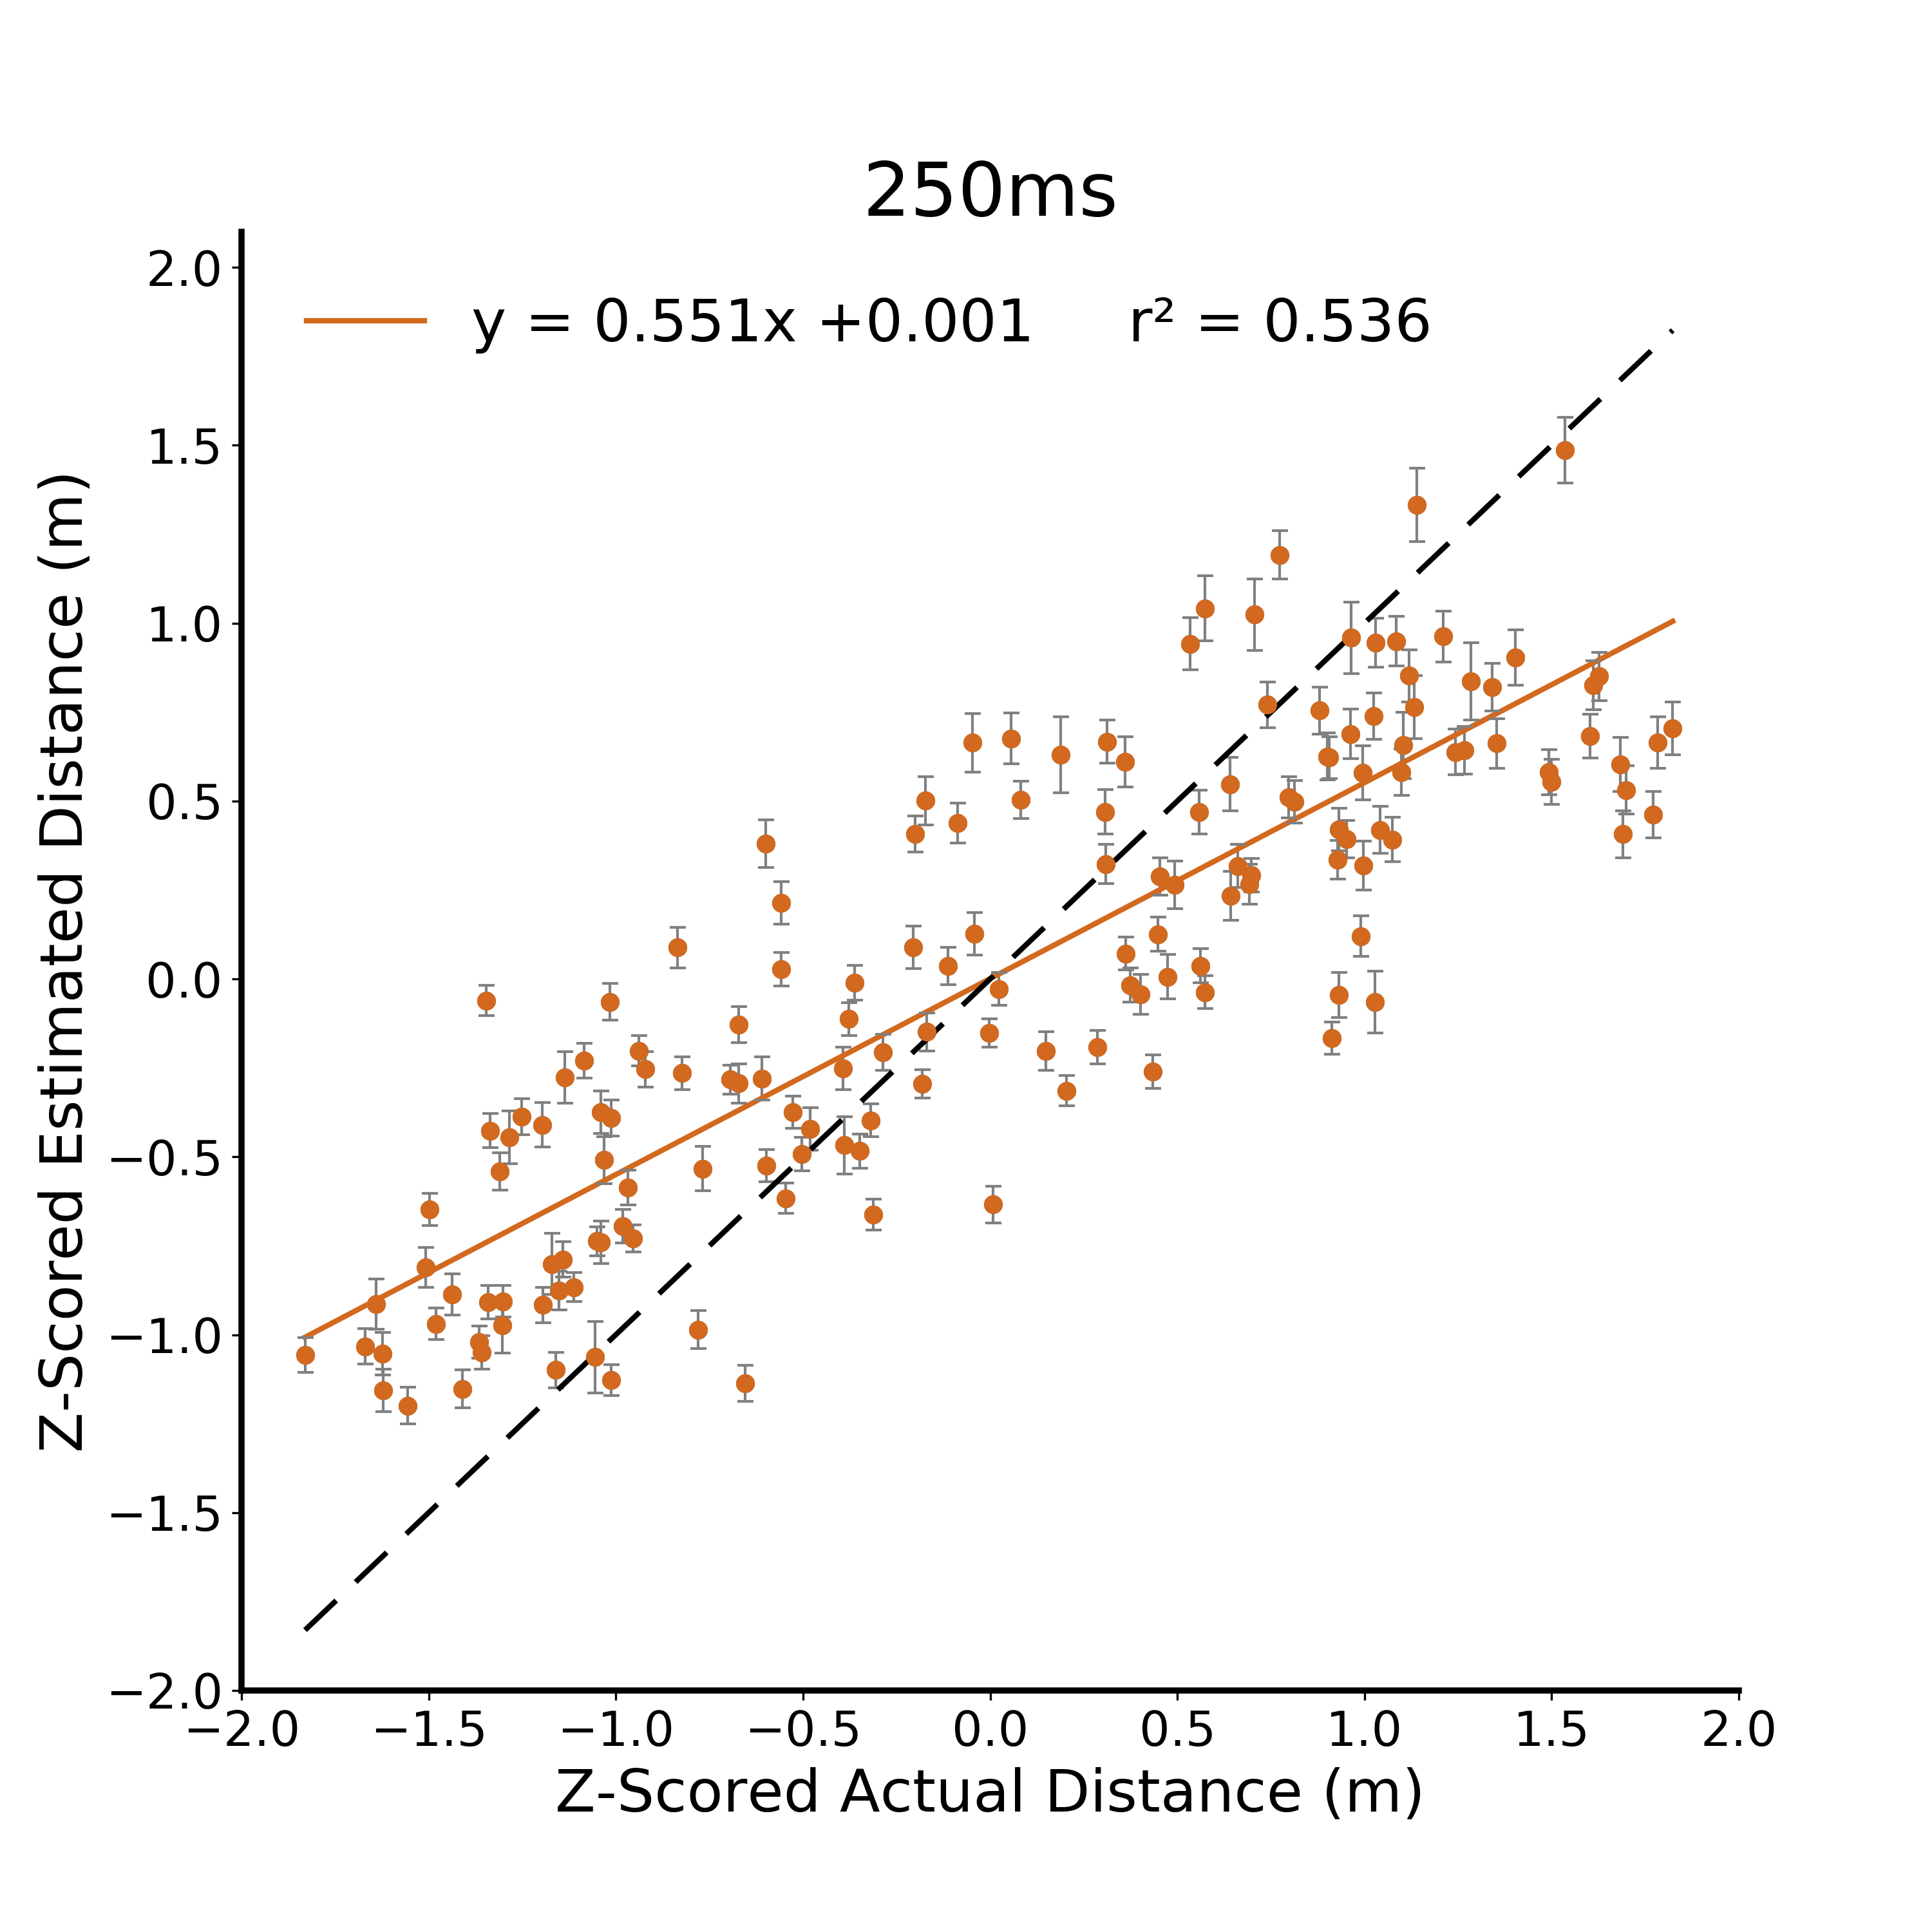 250ms
y = 0.551x +0.001 r² = 0.536
Z-Scored Estimated Distance (m)
2.0
1.5
1.0
0.5
0.0
−0.5
−1.0
−1.5
−2.0
−2.0 −1.5 −1.0 −0.5 0.0 0.5 1.0 1.5 2.0
Z-Scored Actual Distance (m)